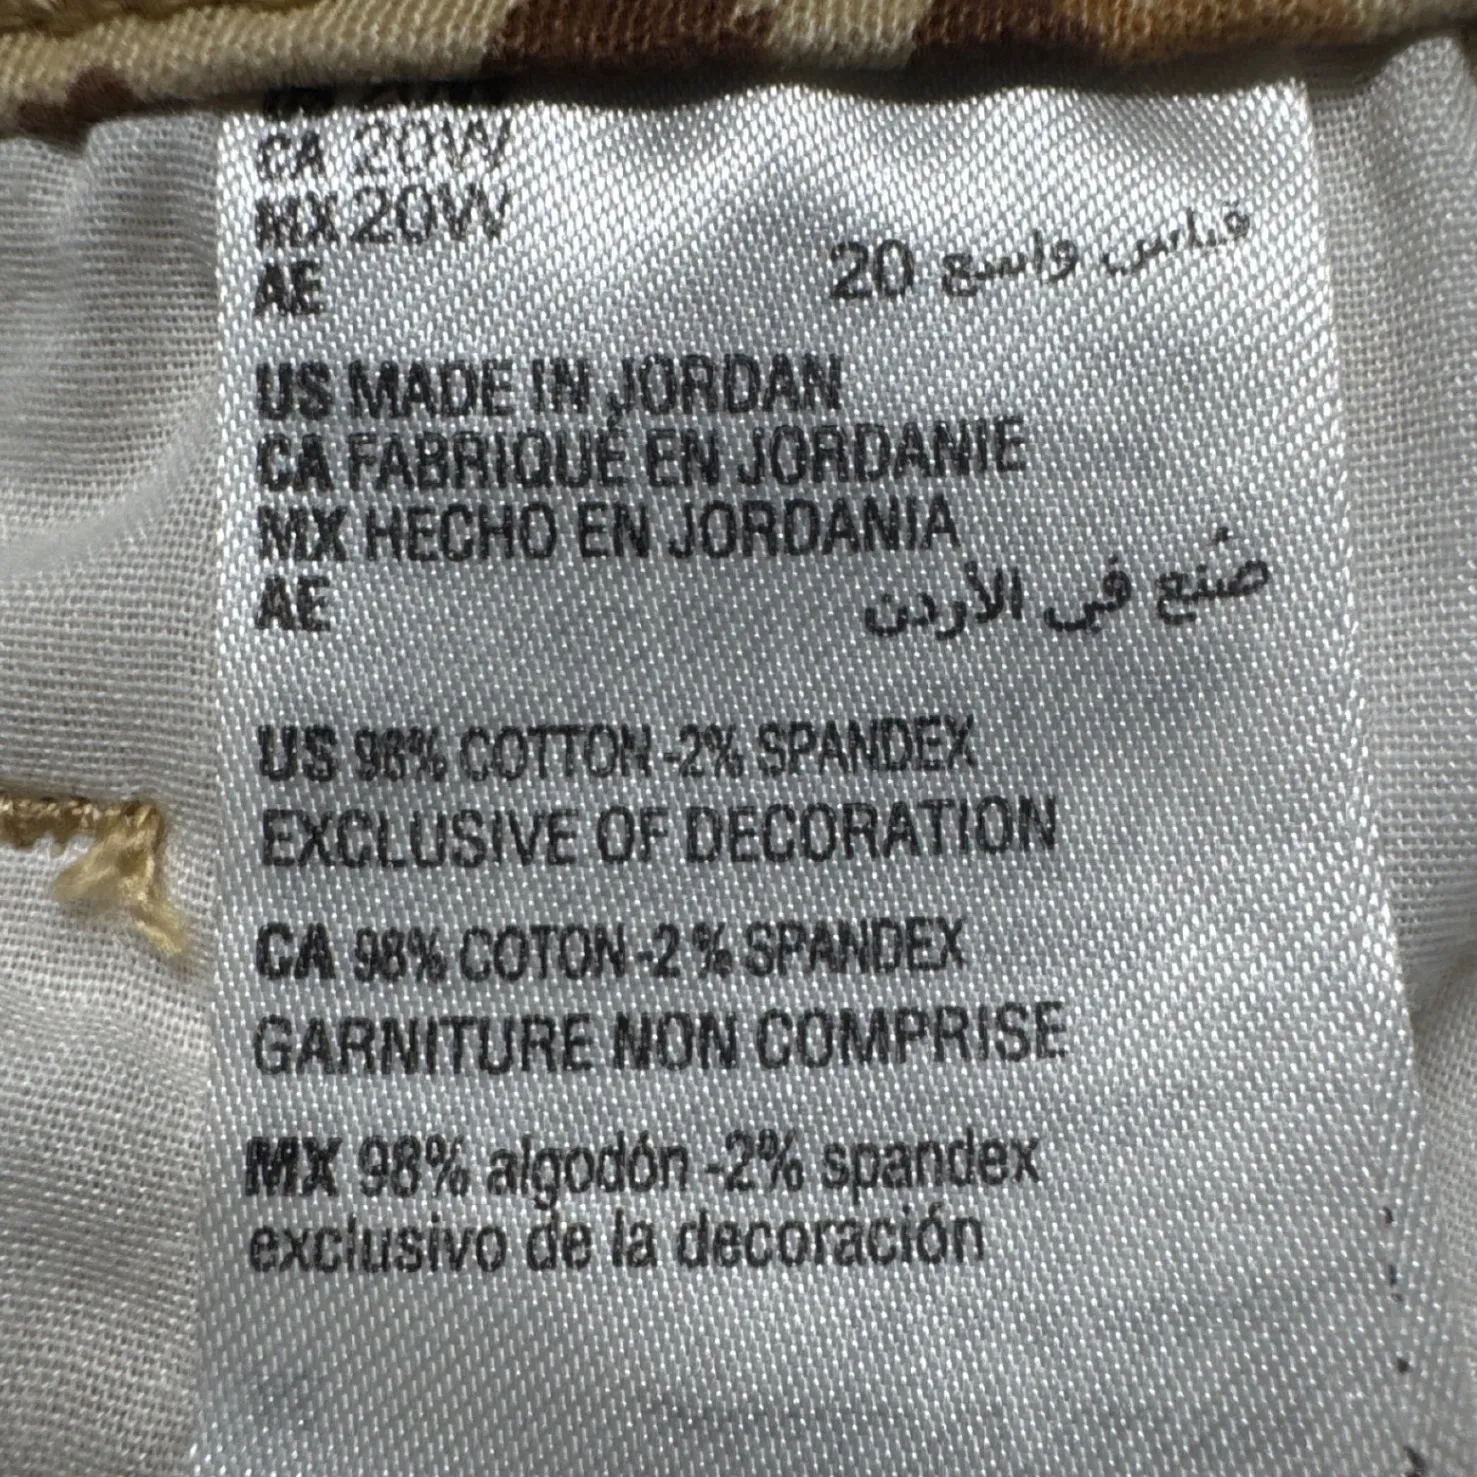 CA 20W
MX 20W
AE قياس واسع 20
US MADE IN JORDAN
CA FABRIQUÉ EN JORDANIE
MX HECHO EN JORDANIA
AE صُنع في الأردن
US 98% COTTON-2% SPANDEX
EXCLUSIVE OF DECORATION
CA 98% COTON-2% SPANDEX
GARNITURE NON COMPRISE
MX 98% algodón-2% spandex
exclusivo de la decoración